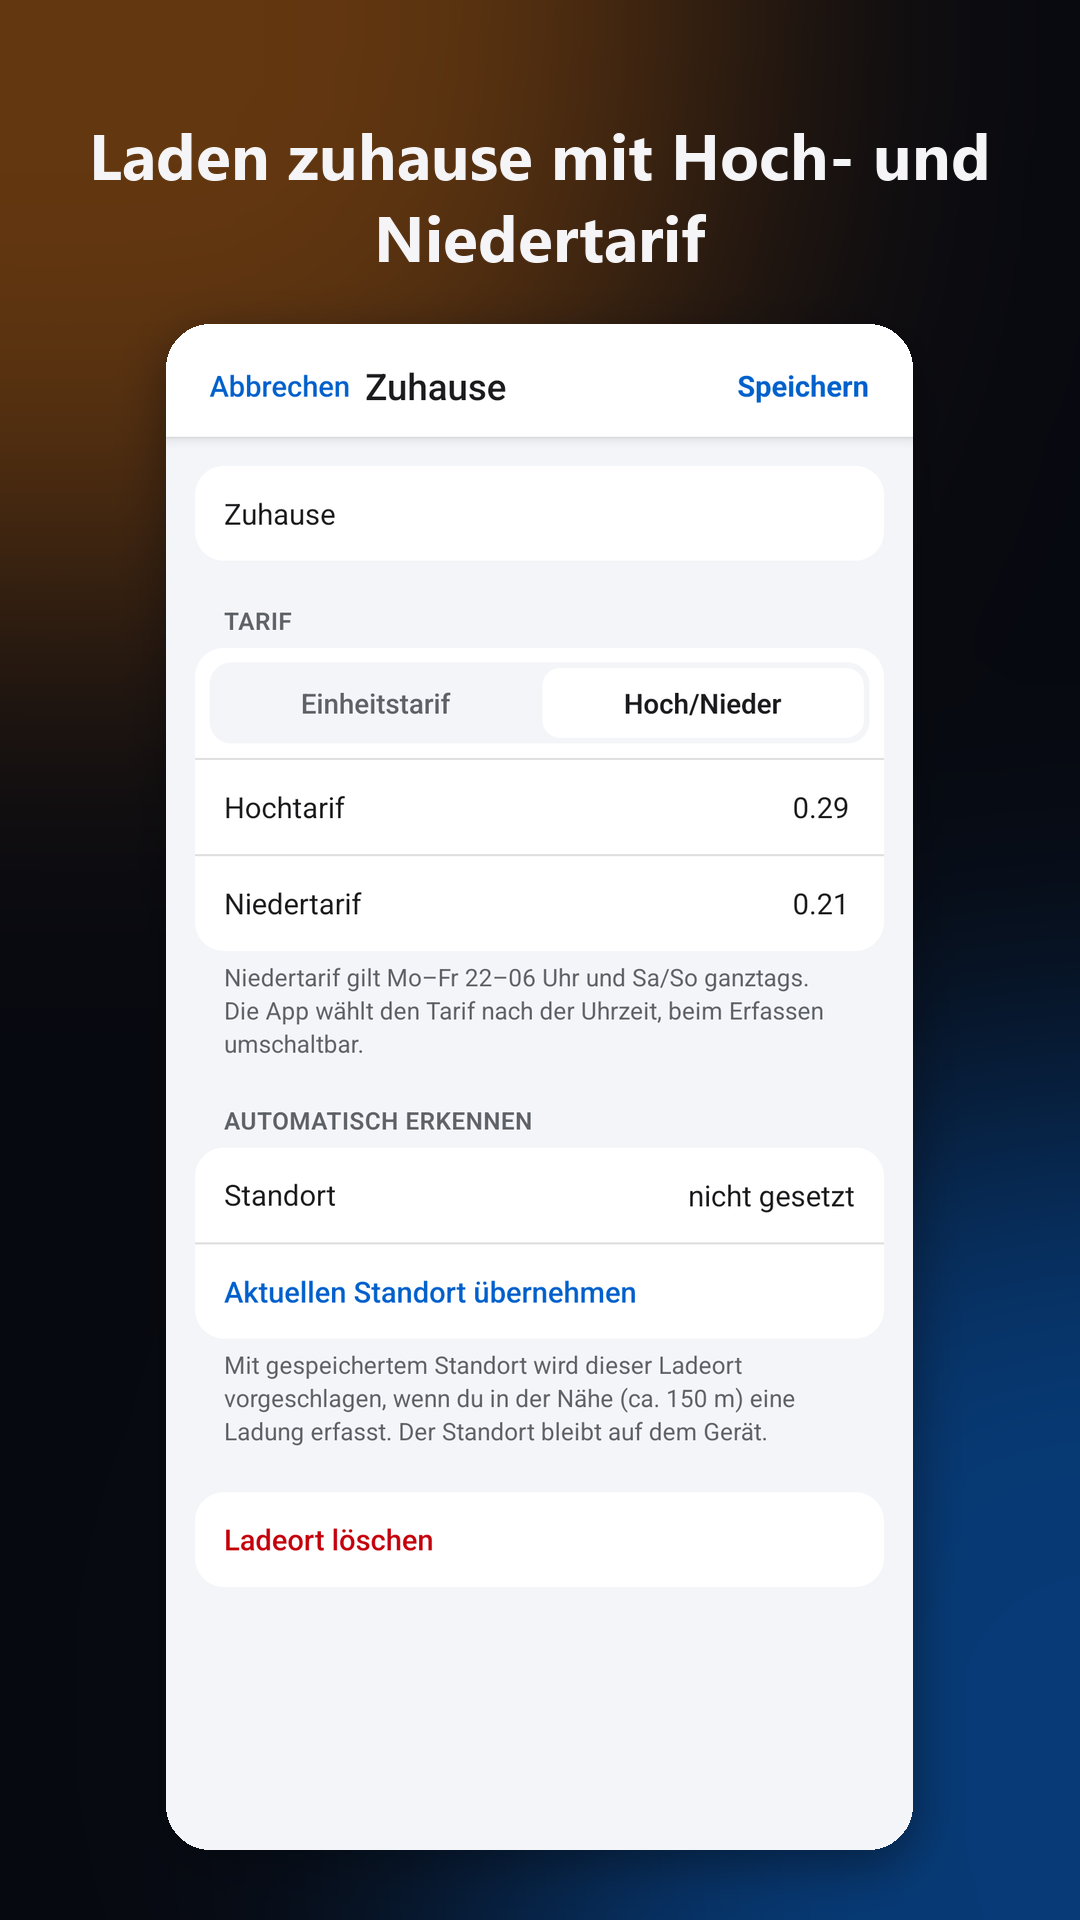 Laden zuhause mit Hoch- und
Niedertarif
Abbrechen Zuhause Speichern
Zuhause
TARIF
Einheitstarif Hoch/Nieder
Hochtarif 0.29
Niedertarif 0.21
Niedertarif gilt Mo–Fr 22–06 Uhr und Sa/So ganztags.
Die App wählt den Tarif nach der Uhrzeit, beim Erfassen
umschaltbar.
AUTOMATISCH ERKENNEN
Standort nicht gesetzt
Aktuellen Standort übernehmen
Mit gespeichertem Standort wird dieser Ladeort
vorgeschlagen, wenn du in der Nähe (ca. 150 m) eine
Ladung erfasst. Der Standort bleibt auf dem Gerät.
Ladeort löschen